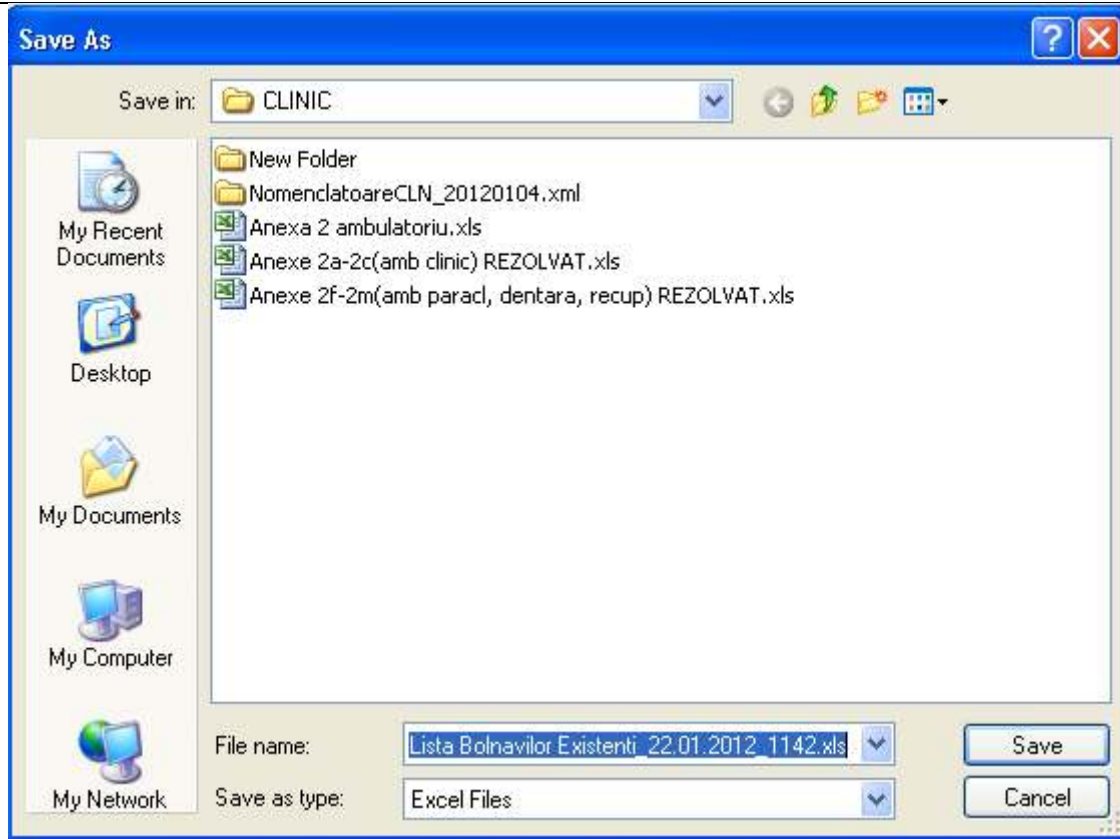 Save As
Save in:
CLINIC
My Recent
Documents
Desktop
My Documents
My Computer
My Network
New Folder
NomenclatoareCLN_20120104.xml
Anexa 2 ambulatoriu.xls
Anexe 2a-2c(amb clinic) REZOLVAT.xls
Anexe 2f-2m(amb paracl, dentara, recup) REZOLVAT.xls
File name:
Lista Bolnavilor Existenti_22.01.2012_1142.xls
Save
Save as type:
Excel Files
Cancel